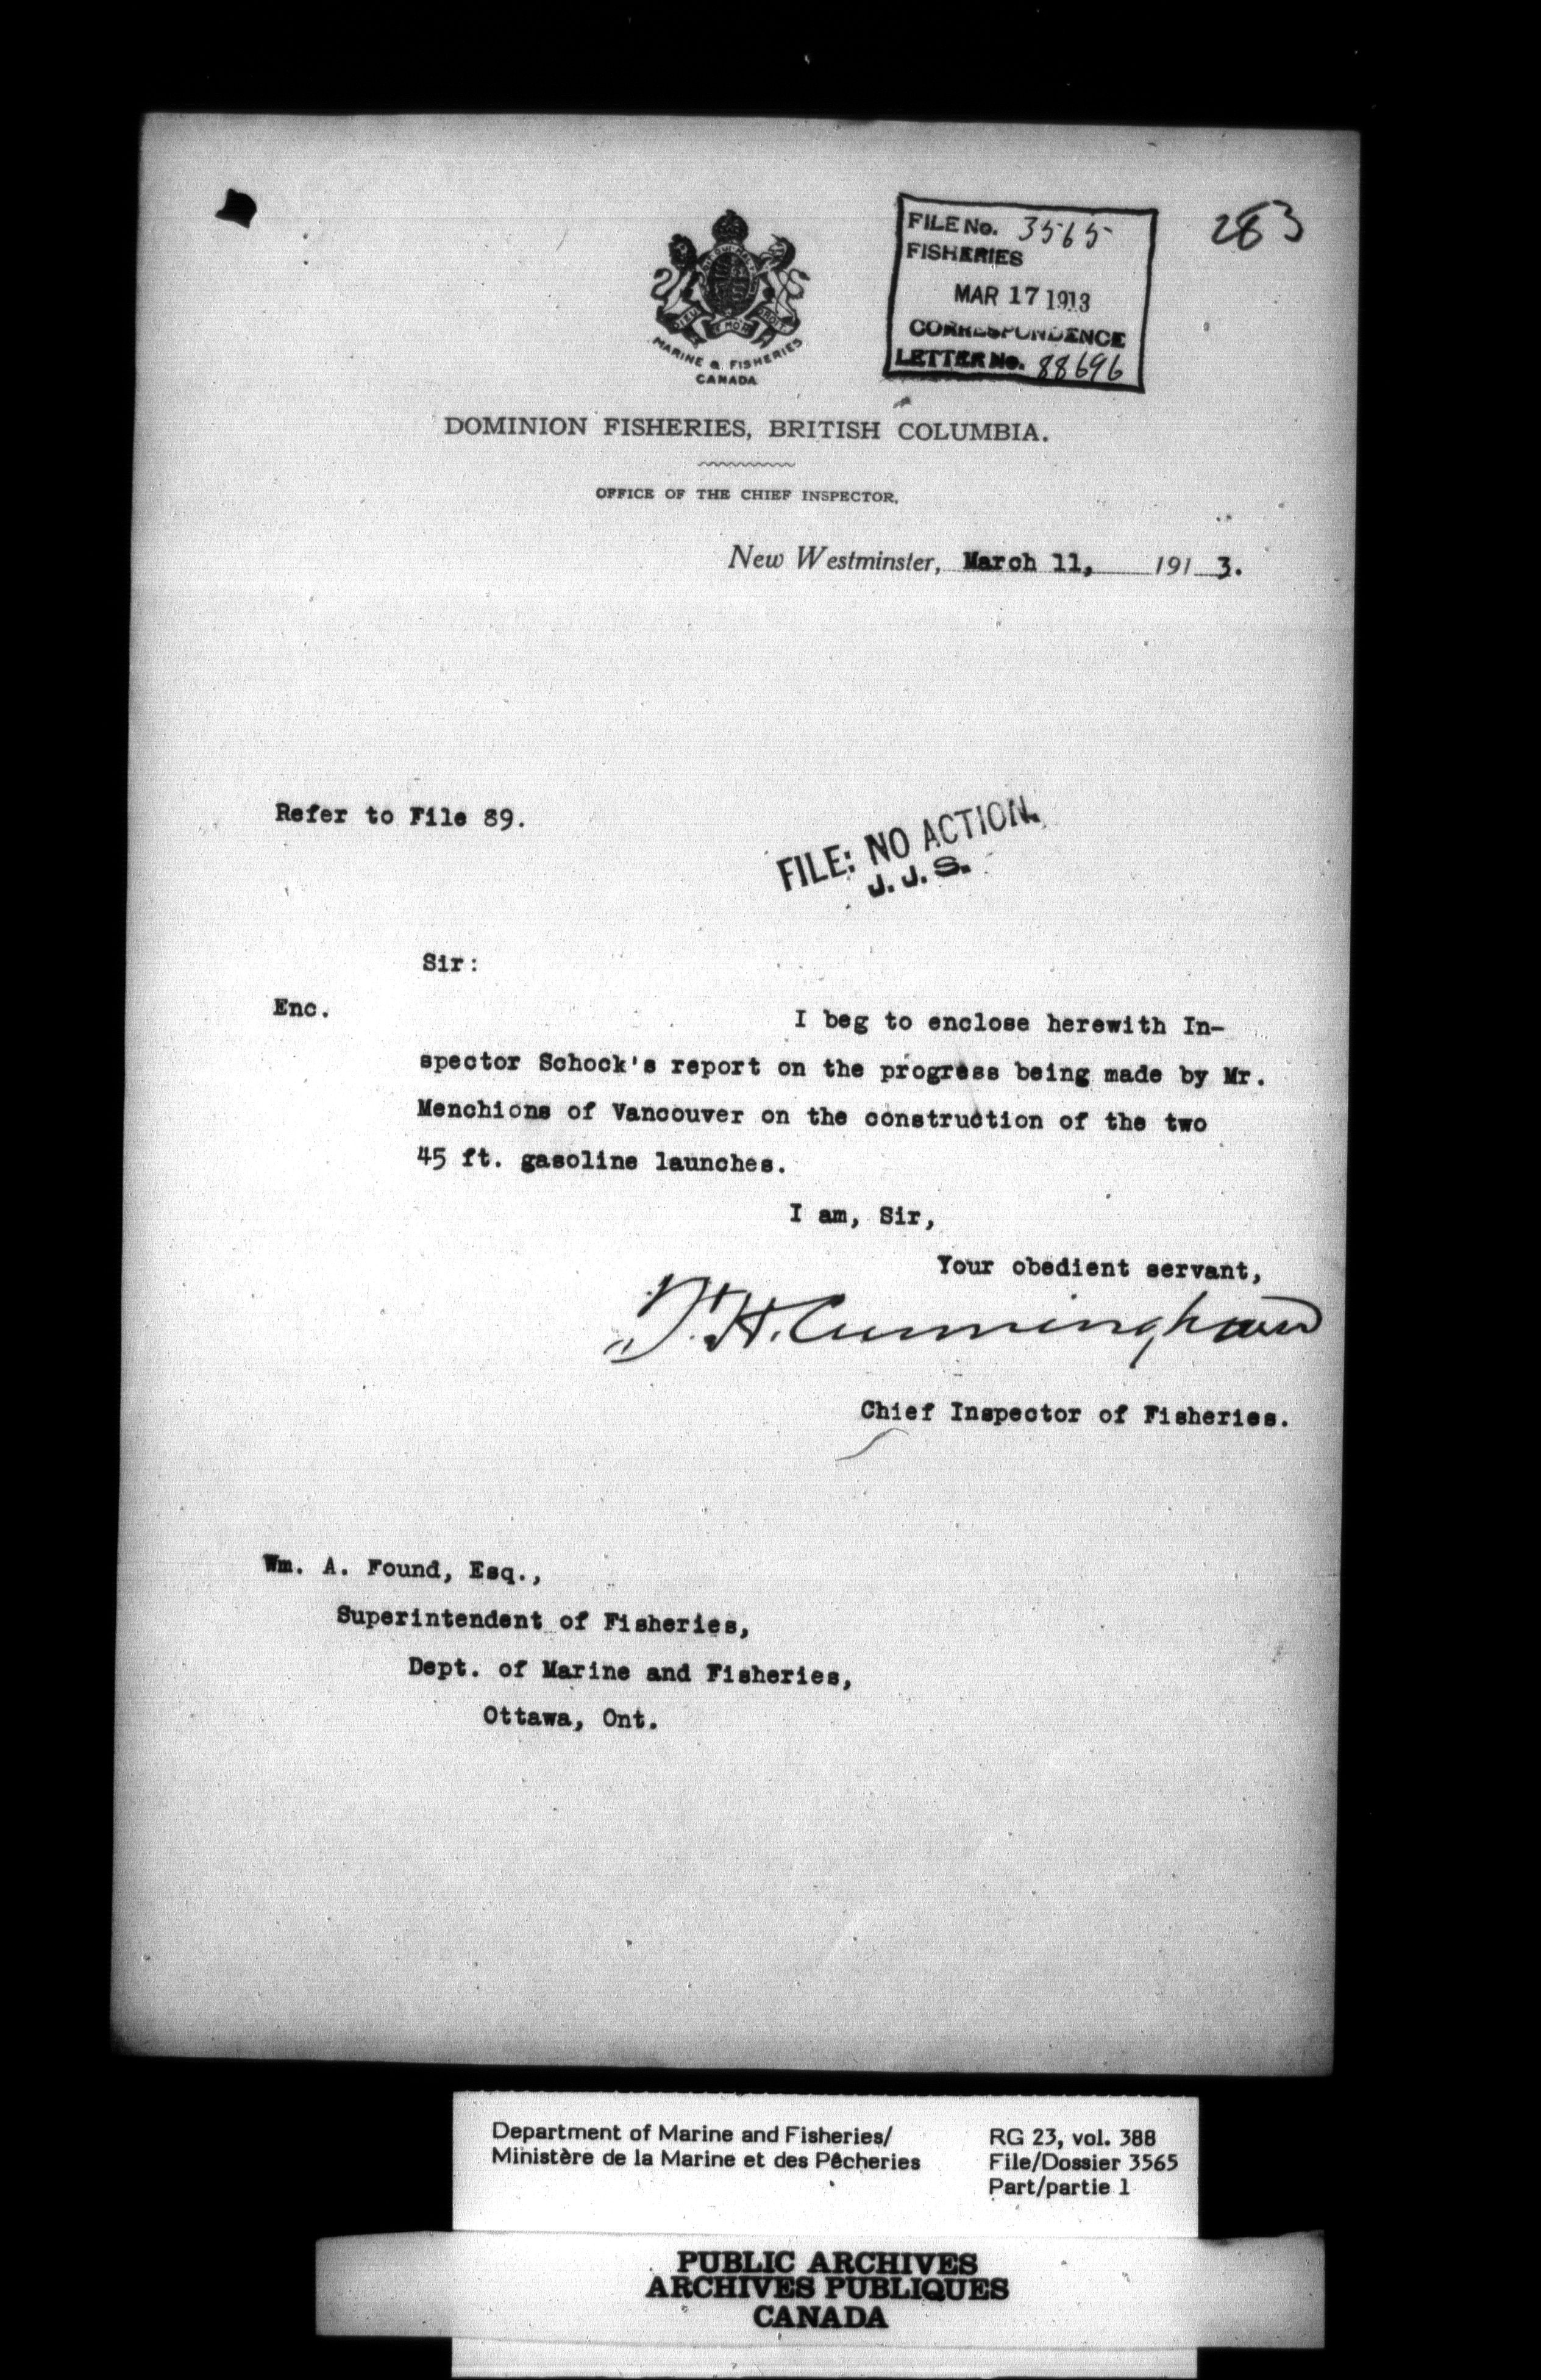 283
FILE No. 3565
FISHERIES
MAR 17 1913
CORRESPONDENCE
LETTER No. 88696
DIEU ET MON DROIT
MARINE & FISHERIES
CANADA
DOMINION FISHERIES, BRITISH COLUMBIA.
OFFICE OF THE CHIEF INSPECTOR,
New Westminster, March 11, 1913.
Refer to File 89.
FILE: NO ACTION.
J. J. S.
Sir:
Enc.
I beg to enclose herewith In-
spector Schock's report on the progress being made by Mr.
Menchions of Vancouver on the construction of the two
45 ft. gasoline launches.
I am, Sir,
Your obedient servant,
F. H. Cunningham
Chief Inspector of Fisheries.
Wm. A. Found, Esq.,
Superintendent of Fisheries,
Dept. of Marine and Fisheries,
Ottawa, Ont.
Department of Marine and Fisheries/
Ministère de la Marine et des Pêcheries
RG 23, vol. 388
File/Dossier 3565
Part/partie 1
PUBLIC ARCHIVES
ARCHIVES PUBLIQUES
CANADA